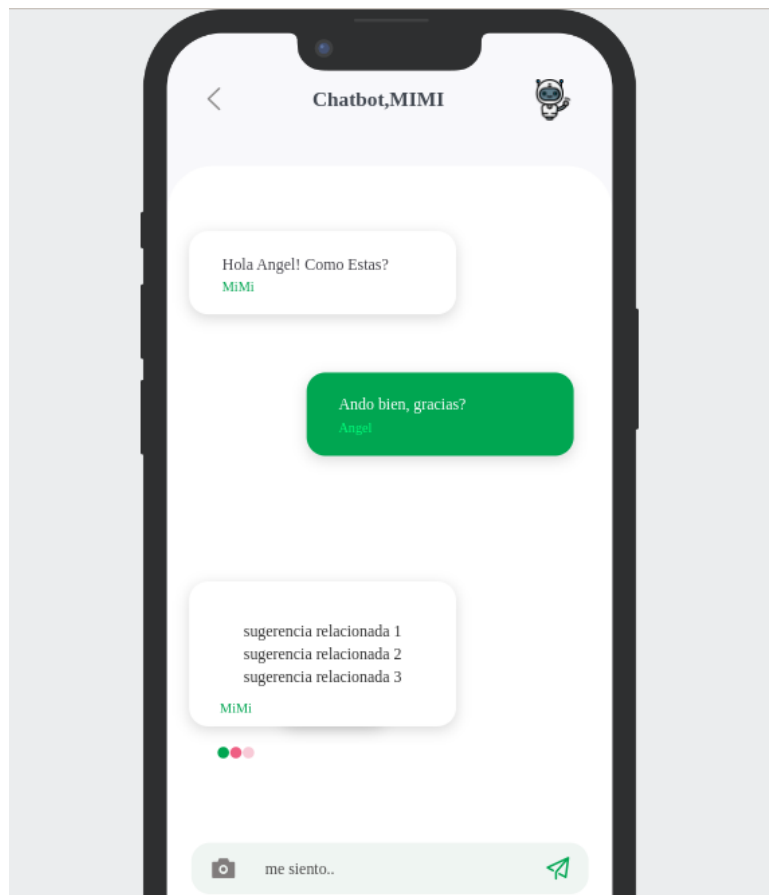 Chatbot,MIMI
Hola Angel! Como Estas?
MiMi
Ando bien, gracias?
Angel
sugerencia relacionada 1
sugerencia relacionada 2
sugerencia relacionada 3
MiMi
me siento..